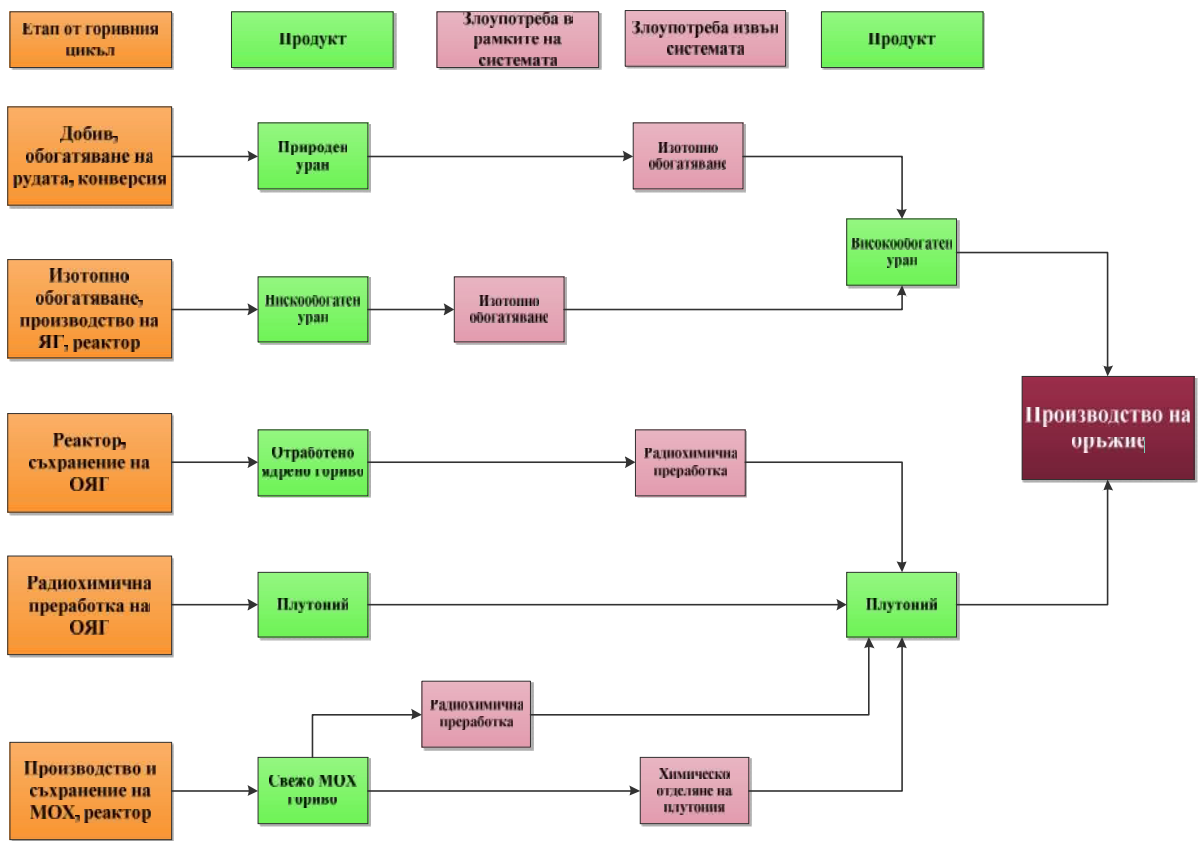 Етап от горивния
цикъл
Продукт
Злоупотреба в
рамките на
системата
Злоупотреба извън
системата
Продукт
Добив,
обогатяване на
рудата, конверсия
Природен
уран
Изотопно
обогатяване
Високообогатен
уран
Изотопно
обогатяване,
производство на
ЯГ, реактор
Нискообогатен
уран
Изотопно
обогатяване
Производство на
оръжие
Реактор,
съхранение на
ОЯГ
Отработено
ядрено гориво
Радиохимична
преработка
Радиохимична
преработка на
ОЯГ
Плутоний
Плутоний
Радиохимична
преработка
Производство и
съхранение на
МОХ, реактор
Свежо МОХ
гориво
Химическо
отделяне на
плутония